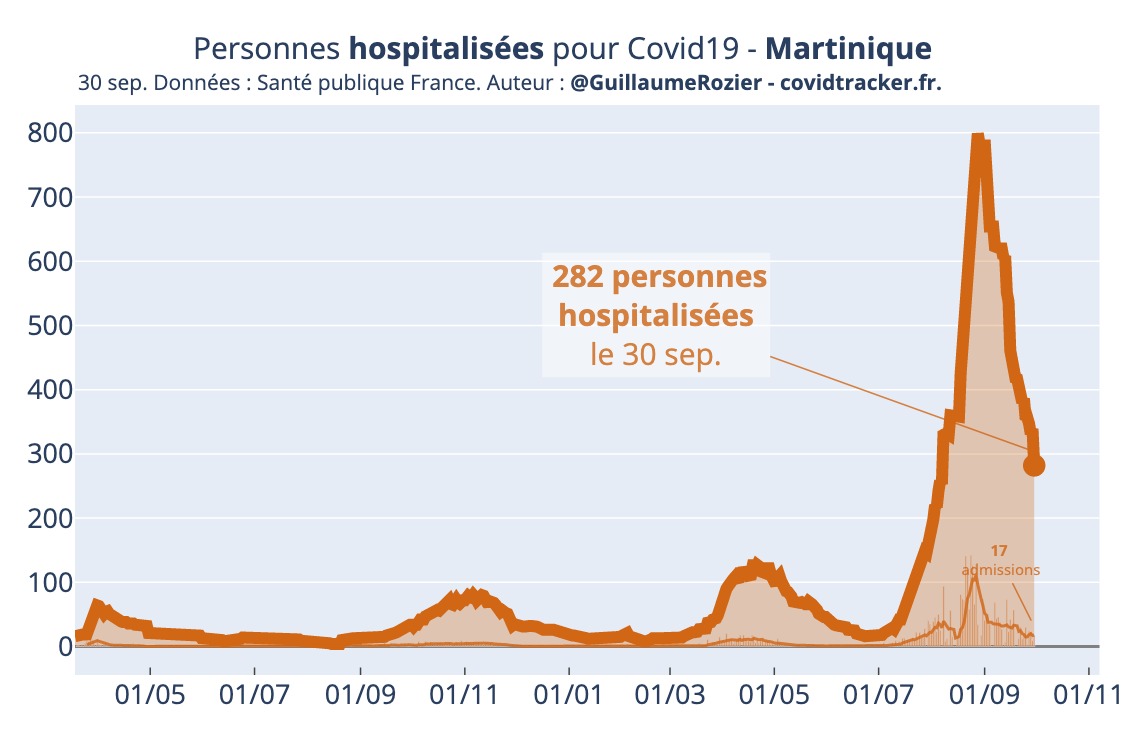 Personnes hospitalisées pour Covid19 - Martinique
30 sep. Données : Santé publique France. Auteur : @GuillaumeRozier - covidtracker.fr.
800
700
600
500
400
300
200
100
0
282 personnes
hospitalisées
le 30 sep.
17
admissions
01/05 01/07 01/09 01/11 01/01 01/03 01/05 01/07 01/09 01/11